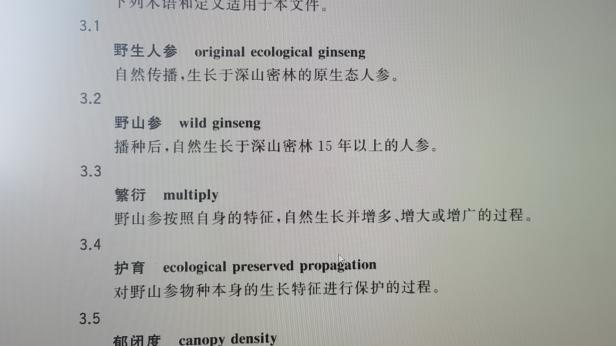 下列术语和定义适用于本文件。
3.1
野生人参 original ecological ginseng
自然传播,生长于深山密林的原生态人参。
3.2
野山参 wild ginseng
播种后,自然生长于深山密林 15 年以上的人参。
3.3
繁衍 multiply
野山参按照自身的特征,自然生长并增多、增大或增广的过程。
3.4
护育 ecological preserved propagation
对野山参物种本身的生长特征进行保护的过程。
3.5
郁闭度 canopy density